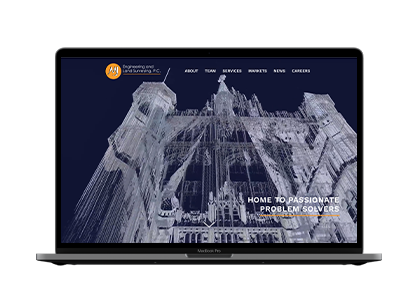 Engineering and
Land Surveying, P.C.
ABOUT TEAM SERVICES MARKETS NEWS CAREERS
HOME TO PASSIONATE
PROBLEM SOLVERS
MacBook Pro